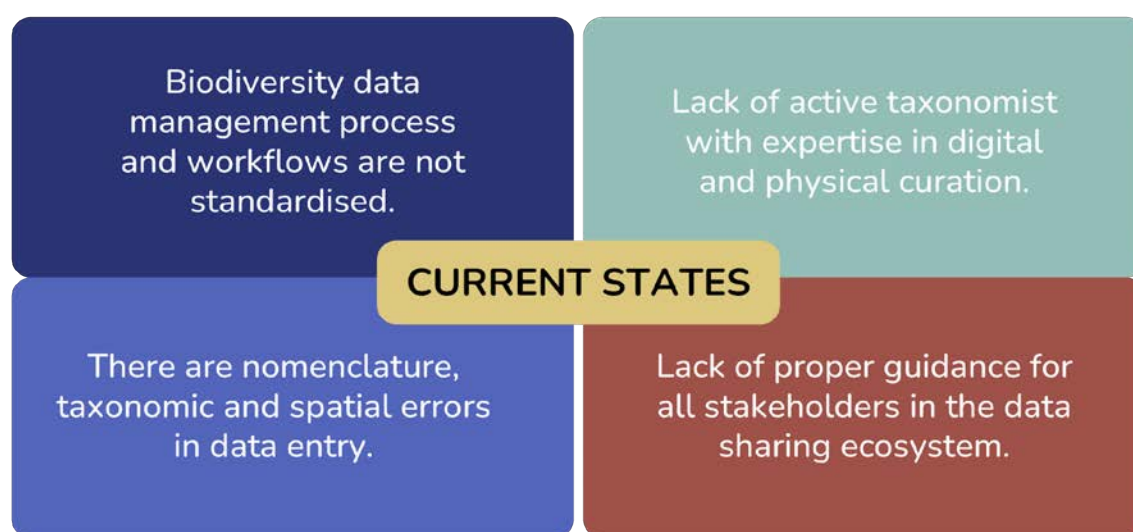 Biodiversity data
management process
and workflows are not
standardised.
Lack of active taxonomist
with expertise in digital
and physical curation.
CURRENT STATES
There are nomenclature,
taxonomic and spatial errors
in data entry.
Lack of proper guidance for
all stakeholders in the data
sharing ecosystem.